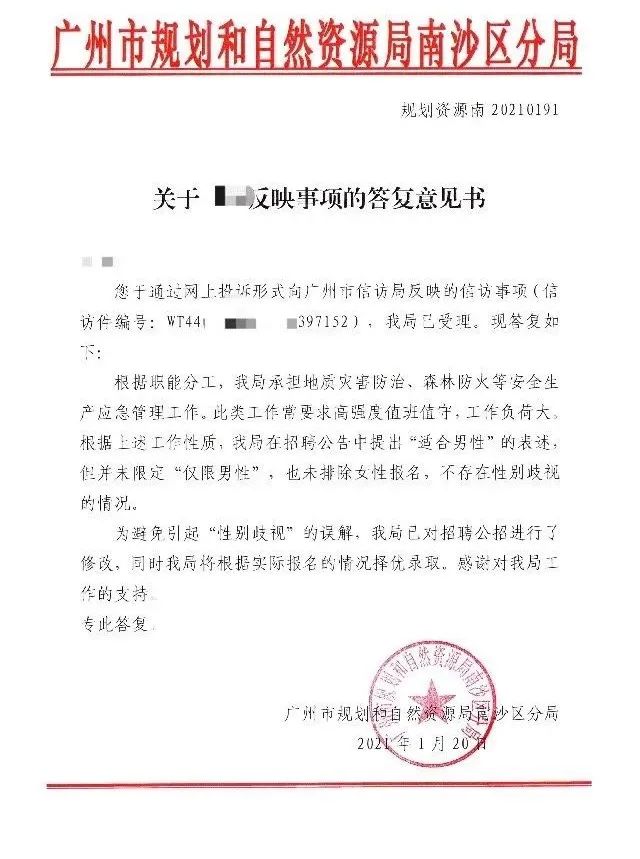 广州市规划和自然资源局南沙区分局
规划资源南 20210191
关于 反映事项的答复意见书
您于通过网上投诉形式向广州市信访局反映的信访事项（信
访件编号：WT44 397152），我局已受理。现答复如
下：
根据职能分工，我局承担地质灾害防治、森林防火等安全生
产应急管理工作。此类工作常要求高强度值班值守，工作负荷大。
根据上述工作性质，我局在招聘公告中提出“适合男性”的表述，
但并未限定“仅限男性”，也未排除女性报名，不存在性别歧视
的情况。
为避免引起“性别歧视”的误解，我局已对招聘公招进行了
修改，同时我局将根据实际报名的情况择优录取。感谢对我局工
作的支持。
专此答复。
广州市规划和自然资源局南沙区分局
广州市规划和自然资源局南沙区分局
2021 年 1 月 20 日